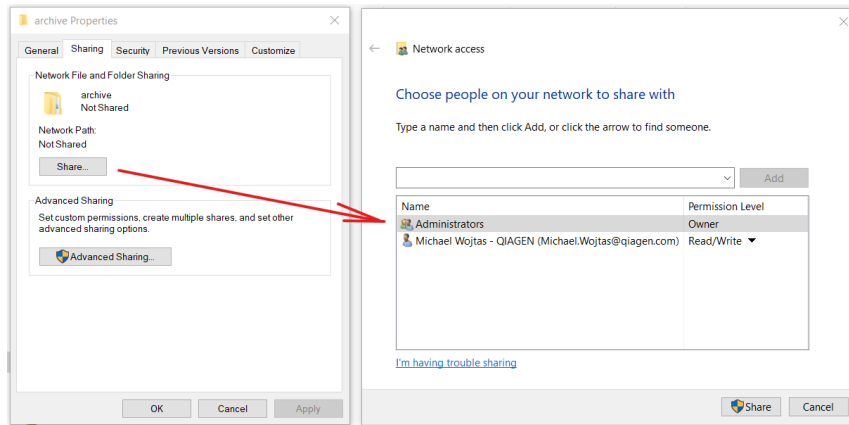 archive Properties
General Sharing Security Previous Versions Customize
Network File and Folder Sharing
archive
Not Shared
Network Path:
Not Shared
Share...
Advanced Sharing
Set custom permissions, create multiple shares, and set other
advanced sharing options.
Advanced Sharing...
OK Cancel Apply
Network access
Choose people on your network to share with
Type a name and then click Add, or click the arrow to find someone.
Add
Name Permission Level
Administrators Owner
Michael Wojtas - QIAGEN (Michael.Wojtas@qiagen.com) Read/Write
I'm having trouble sharing
Share Cancel